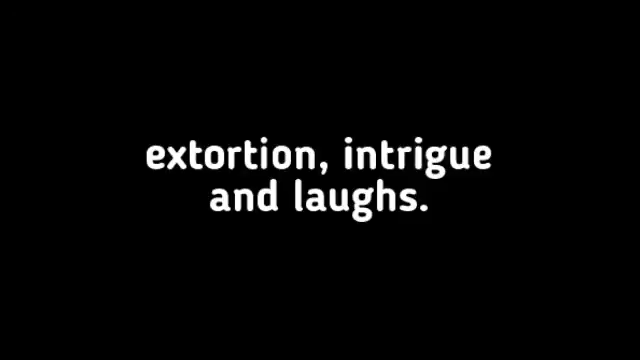 extortion, intrigue
and laughs.